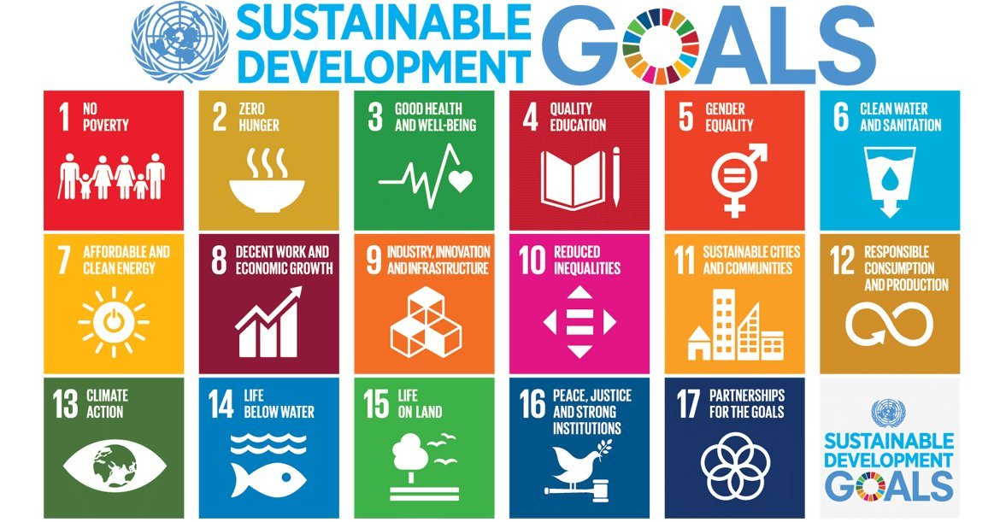 SUSTAINABLE
DEVELOPMENT
GOALS
1 NO
POVERTY
2 ZERO
HUNGER
3 GOOD HEALTH
AND WELL-BEING
4 QUALITY
EDUCATION
5 GENDER
EQUALITY
6 CLEAN WATER
AND SANITATION
7 AFFORDABLE AND
CLEAN ENERGY
8 DECENT WORK AND
ECONOMIC GROWTH
9 INDUSTRY, INNOVATION
AND INFRASTRUCTURE
10 REDUCED
INEQUALITIES
11 SUSTAINABLE CITIES
AND COMMUNITIES
12 RESPONSIBLE
CONSUMPTION
AND PRODUCTION
13 CLIMATE
ACTION
14 LIFE
BELOW WATER
15 LIFE
ON LAND
16 PEACE, JUSTICE
AND STRONG
INSTITUTIONS
17 PARTNERSHIPS
FOR THE GOALS
SUSTAINABLE
DEVELOPMENT
GOALS